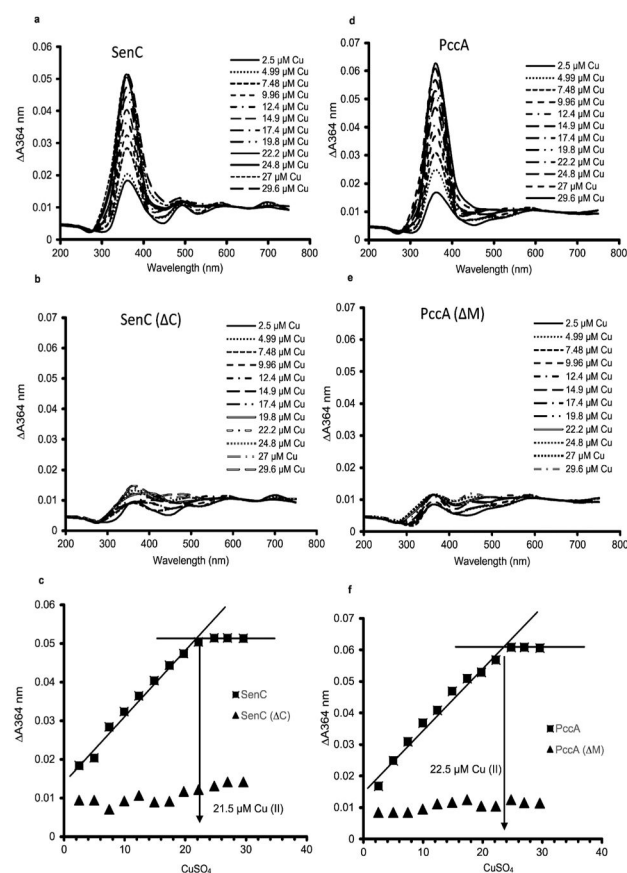 a
SenC
0.06
0.05
0.04
0.03
0.02
0.01
0
200 300 400 500 600 700 800
ΔA364 nm
Wavelength (nm)
2.5 µM Cu
4.99 µM Cu
7.48 µM Cu
9.96 µM Cu
12.4 µM Cu
14.9 µM Cu
17.4 µM Cu
19.8 µM Cu
22.2 µM Cu
24.8 µM Cu
27 µM Cu
29.6 µM Cu
d
PccA
0.07
0.06
0.05
0.04
0.03
0.02
0.01
0
200 300 400 500 600 700 800
ΔA364 nm
Wavelength (nm)
2.5 µM Cu
4.99 µM Cu
7.48 µM Cu
9.96 µM Cu
12.4 µM Cu
14.9 µM Cu
17.4 µM Cu
19.8 µM Cu
22.2 µM Cu
24.8 µM Cu
27 µM Cu
29.6 µM Cu
b
SenC (ΔC)
0.06
0.05
0.04
0.03
0.02
0.01
0
200 300 400 500 600 700 800
ΔA364 nm
Wavelength (nm)
2.5 µM Cu
4.99 µM Cu
7.48 µM Cu
9.96 µM Cu
12.4 µM Cu
14.9 µM Cu
17.4 µM Cu
19.8 µM Cu
22.2 µM Cu
24.8 µM Cu
27 µM Cu
29.6 µM Cu
e
PccA (ΔM)
0.07
0.06
0.05
0.04
0.03
0.02
0.01
0
200 300 400 500 600 700 800
ΔA364 nm
Wavelength (nm)
2.5 µM Cu
4.99 µM Cu
7.48 µM Cu
9.96 µM Cu
12.4 µM Cu
14.9 µM Cu
17.4 µM Cu
19.8 µM Cu
22.2 µM Cu
24.8 µM Cu
27 µM Cu
29.6 µM Cu
c
0.06
0.05
0.04
0.03
0.02
0.01
0
0 10 20 30 40
ΔA364 nm
CuSO₄
SenC
SenC (ΔC)
21.5 µM Cu (II)
f
0.07
0.06
0.05
0.04
0.03
0.02
0.01
0
0 10 20 30 40
ΔA364 nm
CuSO₄
PccA
PccA (ΔM)
22.5 µM Cu (II)